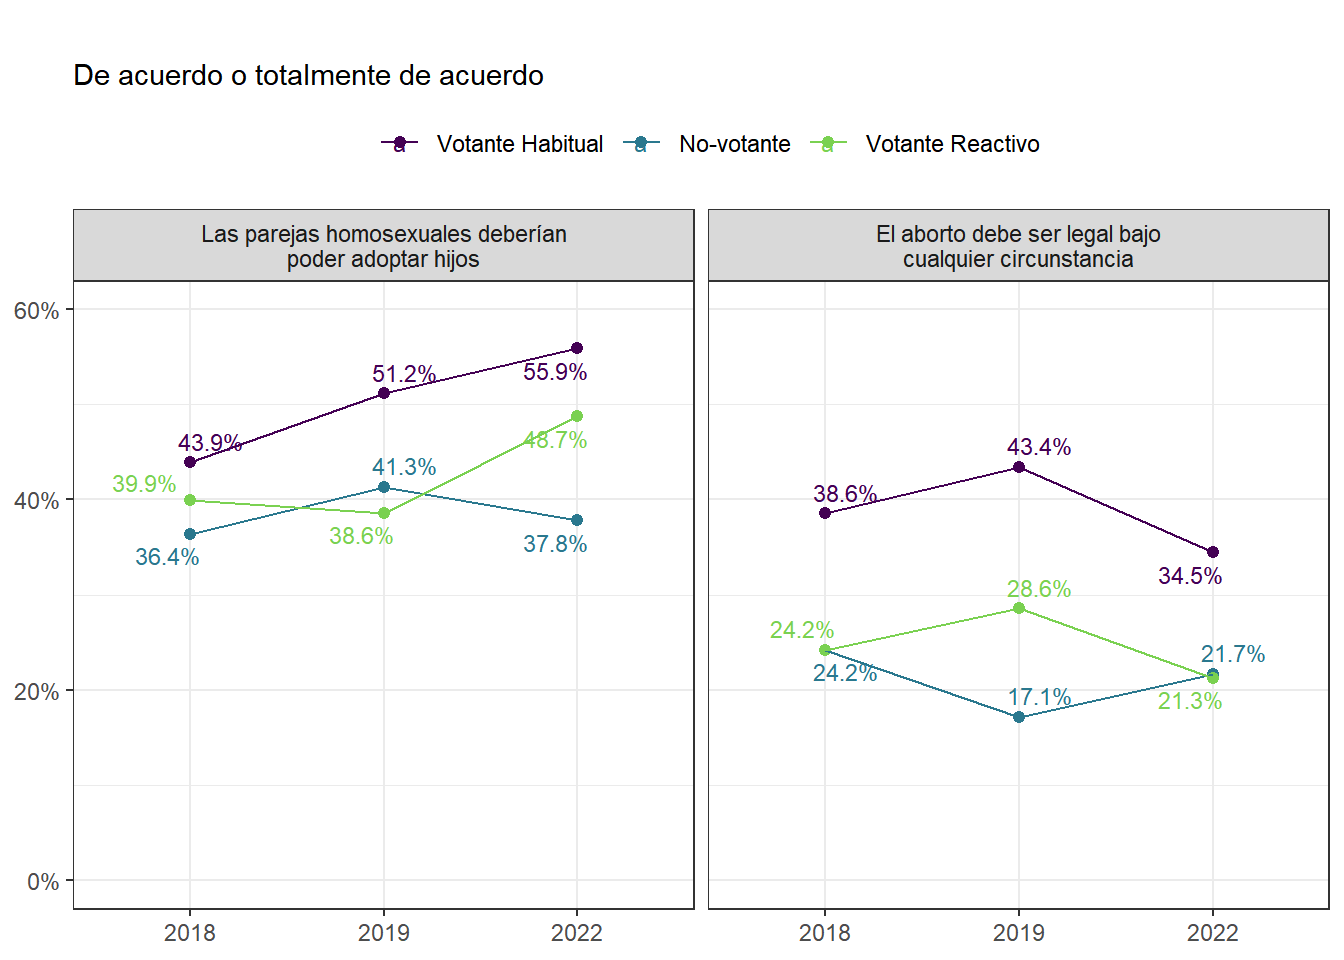 De acuerdo o totalmente de acuerdo
a Votante Habitual a No-votante a Votante Reactivo
Las parejas homosexuales deberían
poder adoptar hijos
El aborto debe ser legal bajo
cualquier circunstancia
60%
40%
20%
0%
43.9%
51.2%
55.9%
39.9%
38.6%
48.7%
36.4%
41.3%
37.8%
2018 2019 2022
38.6%
43.4%
34.5%
24.2%
28.6%
21.3%
24.2%
17.1%
21.7%
2018 2019 2022